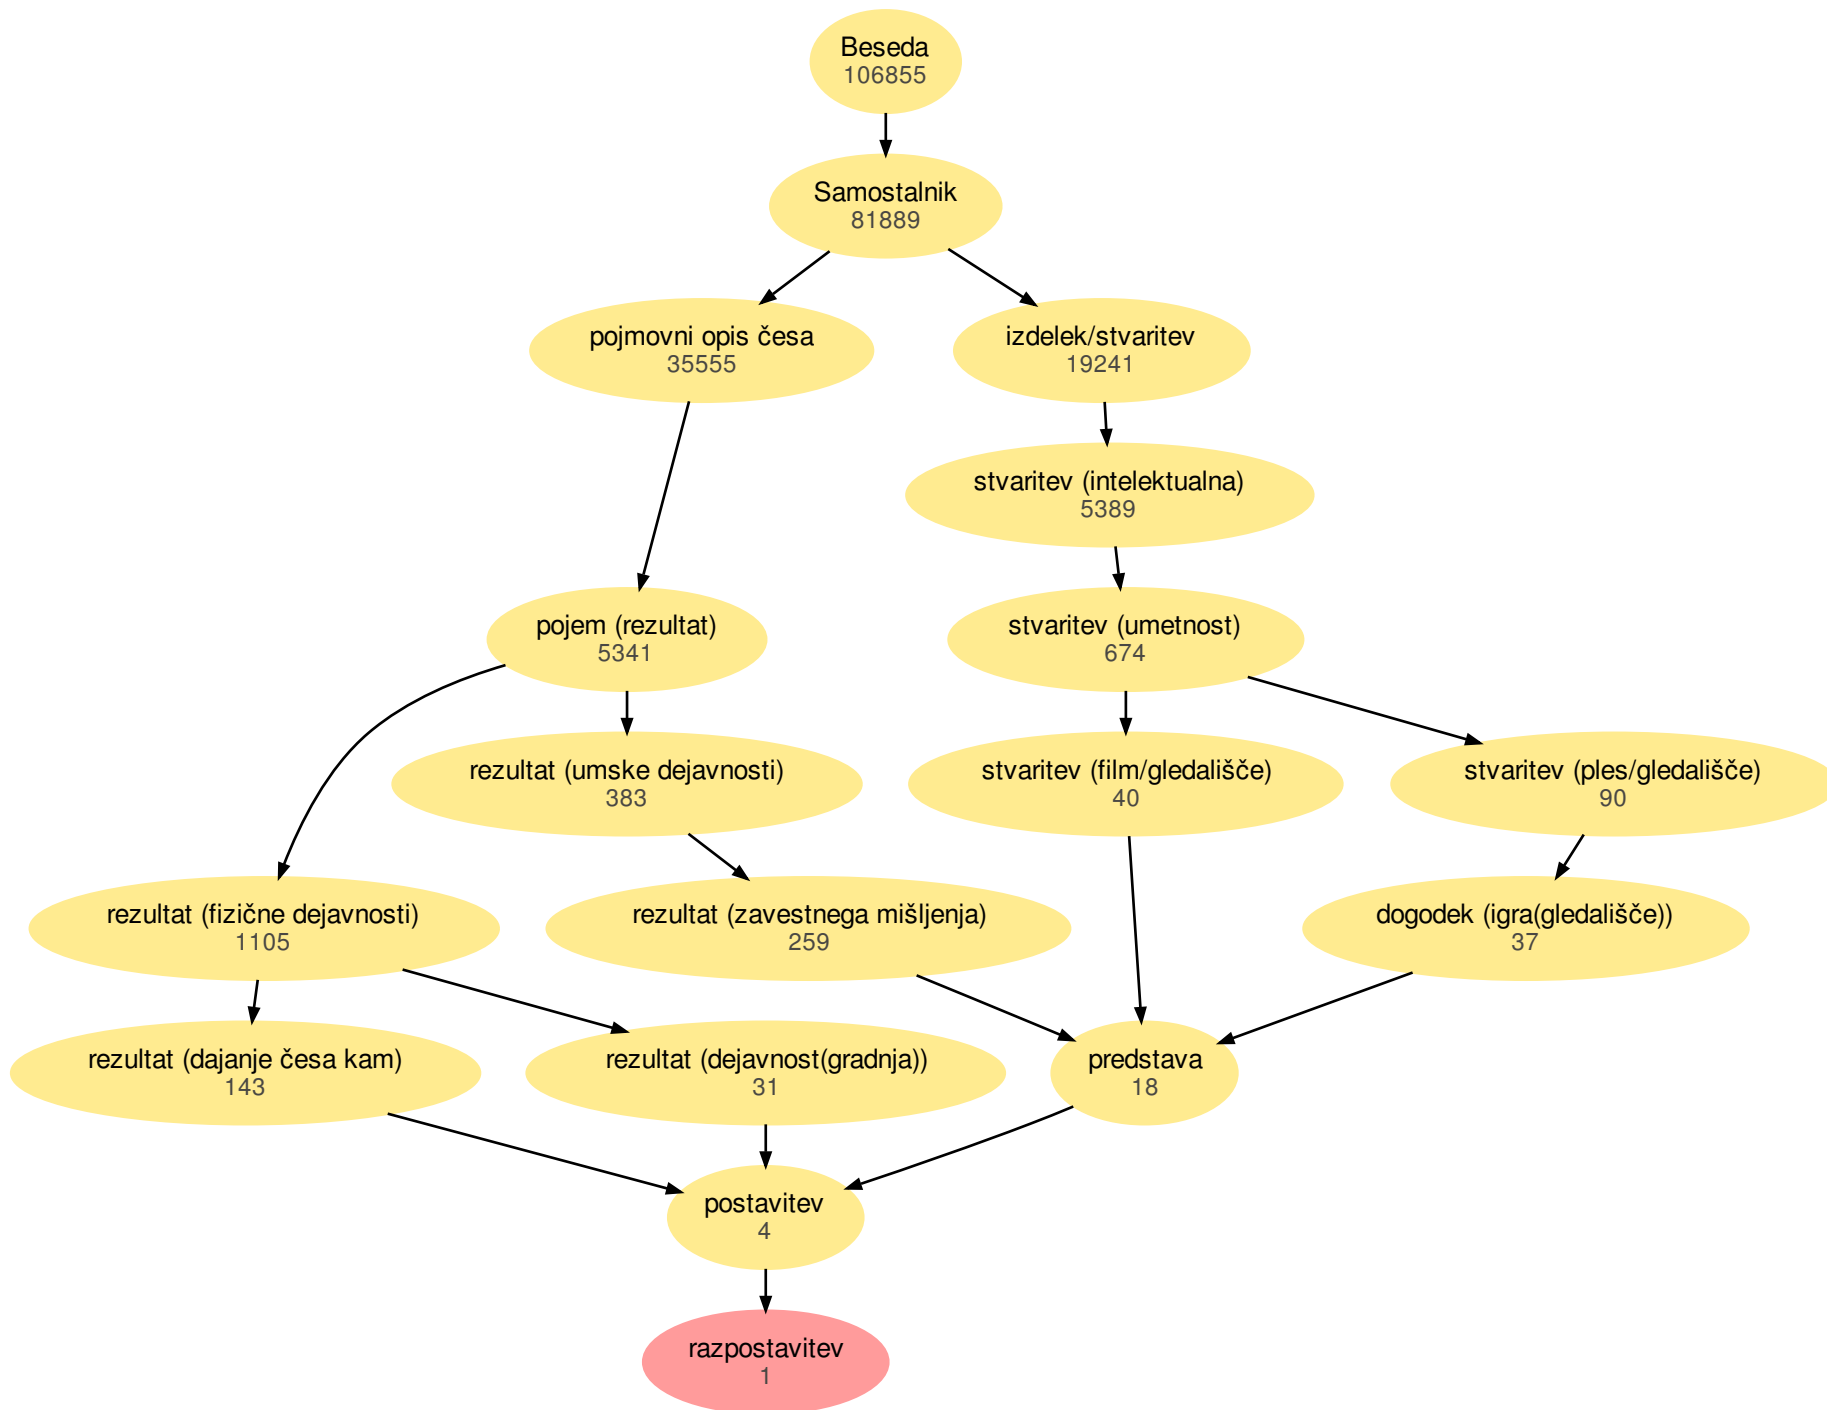 Beseda
106855
Samostalnik
81889
pojmovni opis česa
35555
izdelek/stvaritev
19241
stvaritev (intelektualna)
5389
pojem (rezultat)
5341
stvaritev (umetnost)
674
rezultat (umske dejavnosti)
383
stvaritev (film/gledališče)
40
stvaritev (ples/gledališče)
90
rezultat (fizične dejavnosti)
1105
rezultat (zavestnega mišljenja)
259
dogodek (igra(gledališče))
37
rezultat (dajanje česa kam)
143
rezultat (dejavnost(gradnja))
31
predstava
18
postavitev
4
razpostavitev
1